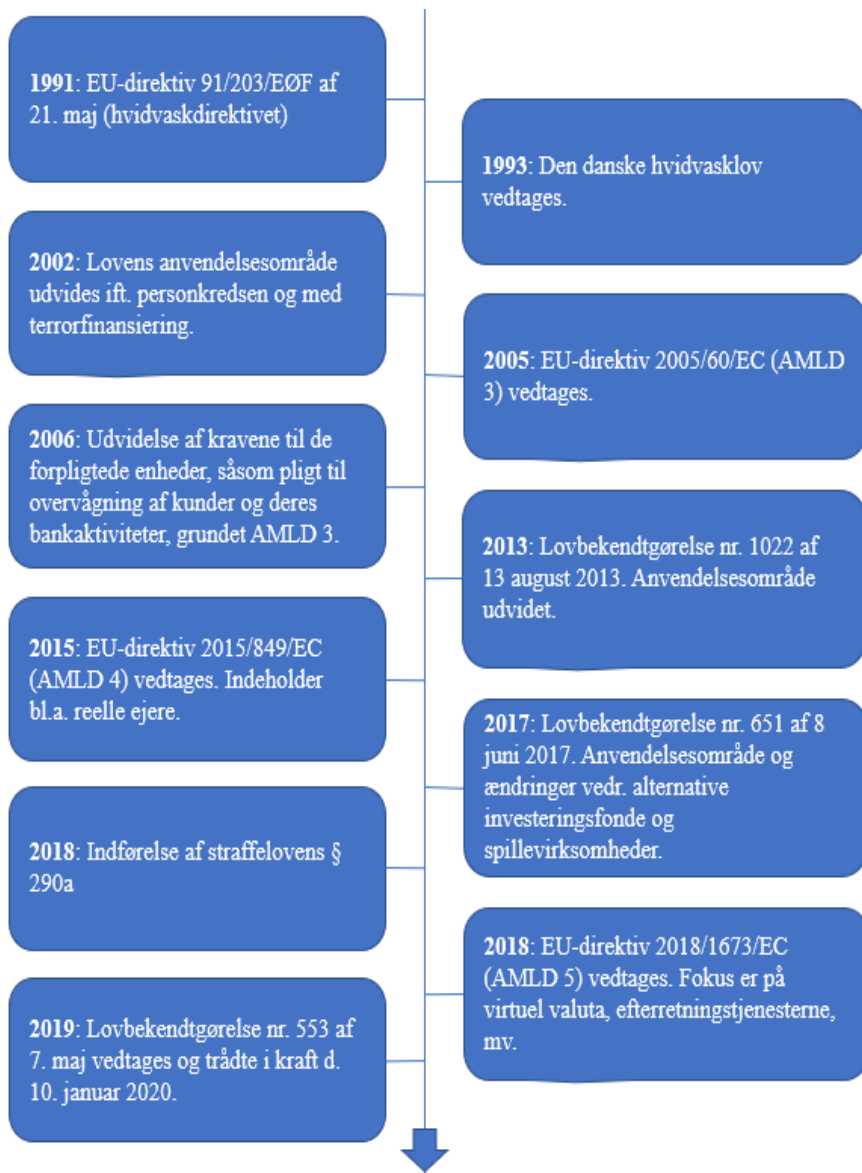 1991: EU-direktiv 91/203/EØF af
21. maj (hvidvaskdirektivet)
1993: Den danske hvidvasklov
vedtages.
2002: Lovens anvendelsesområde
udvides ift. personkredsen og med
terrorfinansiering.
2005: EU-direktiv 2005/60/EC (AMLD
3) vedtages.
2006: Udvidelse af kravene til de
forpligtede enheder, såsom pligt til
overvågning af kunder og deres
bankaktiviteter, grundet AMLD 3.
2013: Lovbekendtgørelse nr. 1022 af
13 august 2013. Anvendelsesområde
udvidet.
2015: EU-direktiv 2015/849/EC
(AMLD 4) vedtages. Indeholder
bl.a. reelle ejere.
2017: Lovbekendtgørelse nr. 651 af 8
juni 2017. Anvendelsesområde og
ændringer vedr. alternative
investeringsfonde og
spillevirksomheder.
2018: Indførelse af straffelovens §
290a
2018: EU-direktiv 2018/1673/EC
(AMLD 5) vedtages. Fokus er på
virtuel valuta, efterretningstjenesterne,
mv.
2019: Lovbekendtgørelse nr. 553 af
7. maj vedtages og trådte i kraft d.
10. januar 2020.